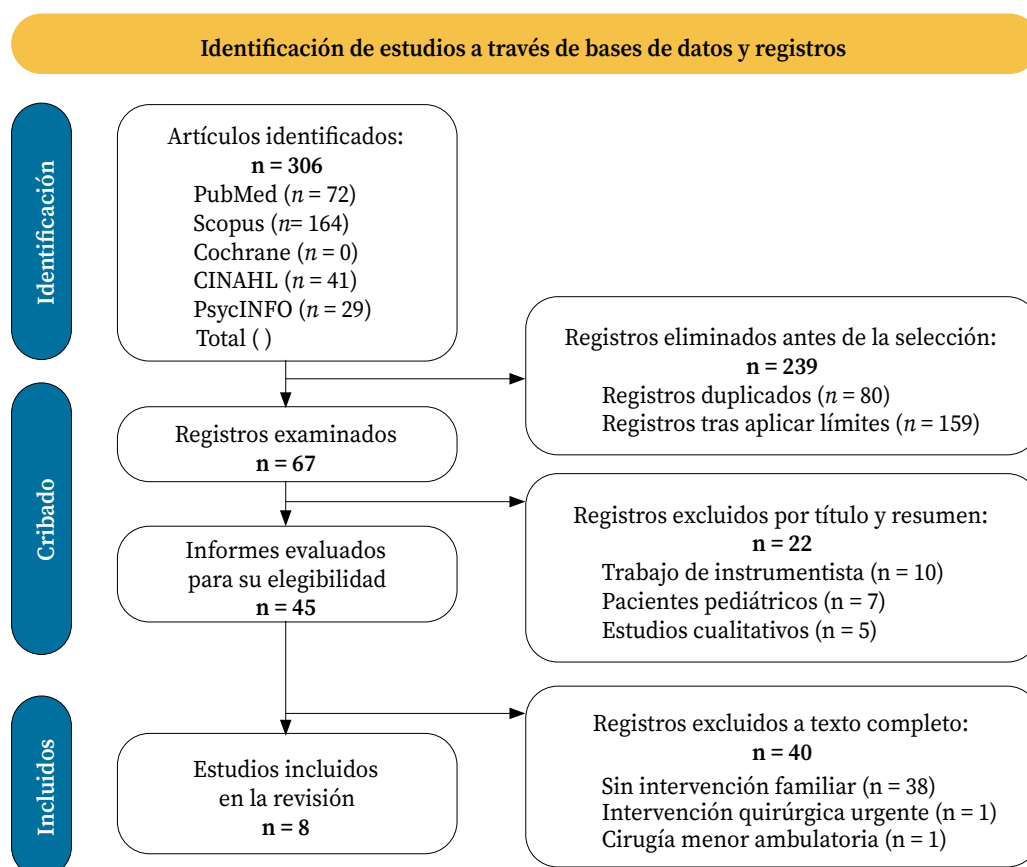 Identificación de estudios a través de bases de datos y registros
Identificación
Artículos identificados:
n = 306
PubMed (n = 72)
Scopus (n= 164)
Cochrane (n = 0)
CINAHL (n = 41)
PsycINFO (n = 29)
Total ( )
Registros eliminados antes de la selección:
n = 239
Registros duplicados (n = 80)
Registros tras aplicar límites (n = 159)
Cribado
Registros examinados
n = 67
Registros excluidos por título y resumen:
n = 22
Trabajo de instrumentista (n = 10)
Pacientes pediátricos (n = 7)
Estudios cualitativos (n = 5)
Informes evaluados
para su elegibilidad
n = 45
Registros excluidos a texto completo:
n = 40
Sin intervención familiar (n = 38)
Intervención quirúrgica urgente (n = 1)
Cirugía menor ambulatoria (n = 1)
Incluidos
Estudios incluidos
en la revisión
n = 8